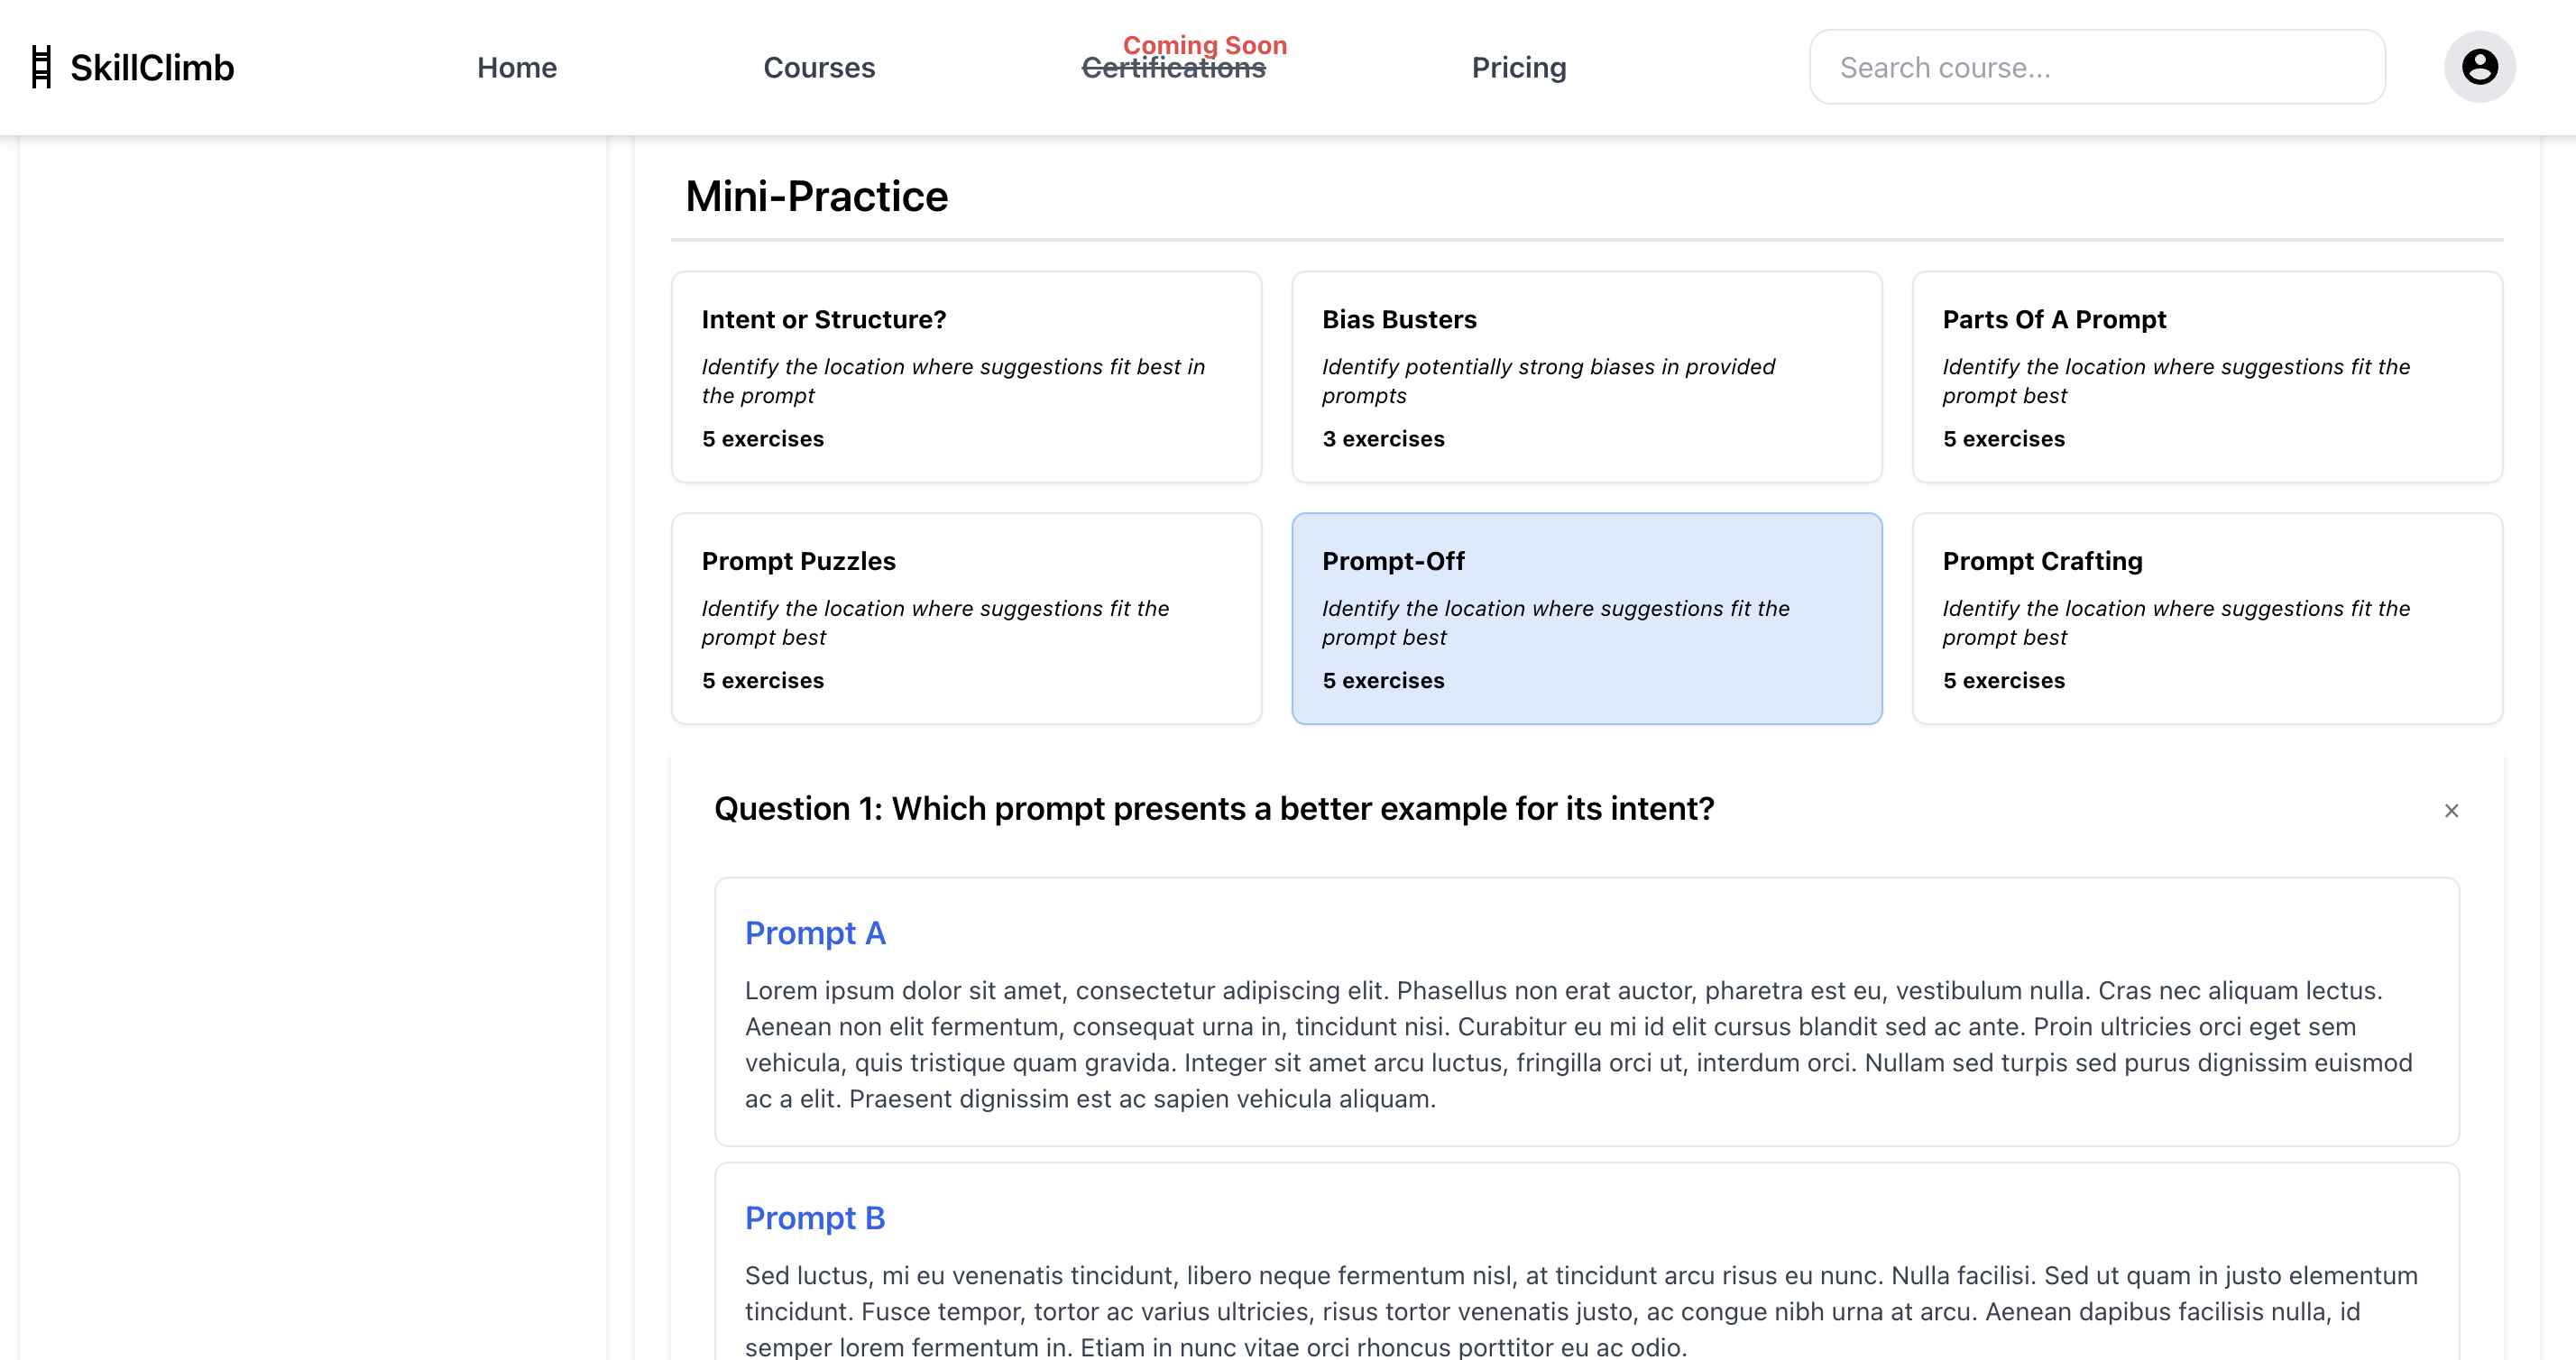 SkillClimb
Home
Courses
Coming Soon
Certifications
Pricing
Search course...
Mini-Practice
Intent or Structure?
Identify the location where suggestions fit best in
the prompt
5 exercises
Bias Busters
Identify potentially strong biases in provided
prompts
3 exercises
Parts Of A Prompt
Identify the location where suggestions fit the
prompt best
5 exercises
Prompt Puzzles
Identify the location where suggestions fit the
prompt best
5 exercises
Prompt-Off
Identify the location where suggestions fit the
prompt best
5 exercises
Prompt Crafting
Identify the location where suggestions fit the
prompt best
5 exercises
Question 1: Which prompt presents a better example for its intent?
×
Prompt A
Lorem ipsum dolor sit amet, consectetur adipiscing elit. Phasellus non erat auctor, pharetra est eu, vestibulum nulla. Cras nec aliquam lectus.
Aenean non elit fermentum, consequat urna in, tincidunt nisi. Curabitur eu mi id elit cursus blandit sed ac ante. Proin ultricies orci eget sem
vehicula, quis tristique quam gravida. Integer sit amet arcu luctus, fringilla orci ut, interdum orci. Nullam sed turpis sed purus dignissim euismod
ac a elit. Praesent dignissim est ac sapien vehicula aliquam.
Prompt B
Sed luctus, mi eu venenatis tincidunt, libero neque fermentum nisl, at tincidunt arcu risus eu nunc. Nulla facilisi. Sed ut quam in justo elementum
tincidunt. Fusce tempor, tortor ac varius ultricies, risus tortor venenatis justo, ac congue nibh urna at arcu. Aenean dapibus facilisis nulla, id
semper lorem fermentum in. Etiam in nunc vitae orci rhoncus porttitor eu ac odio.